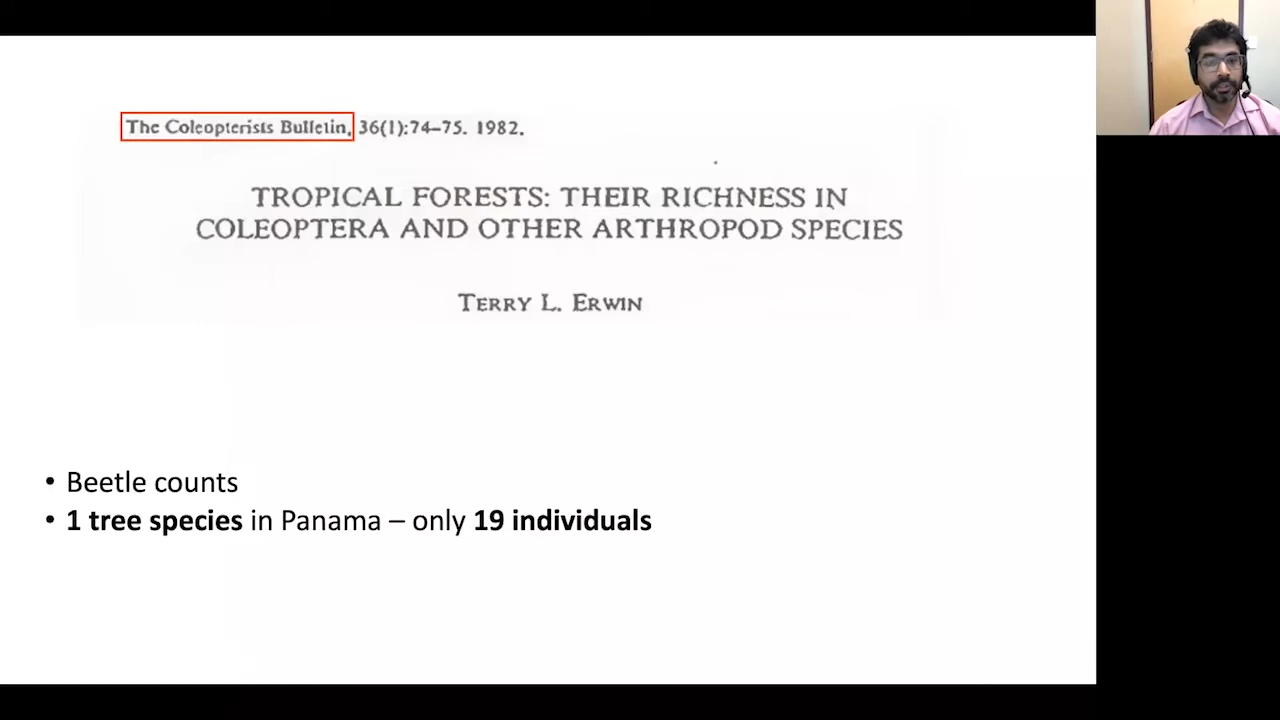 The Coleopterists Bulletin, 36(1):74–75. 1982.
TROPICAL FORESTS: THEIR RICHNESS IN
COLEOPTERA AND OTHER ARTHROPOD SPECIES
TERRY L. ERWIN
• Beetle counts
• 1 tree species in Panama – only 19 individuals